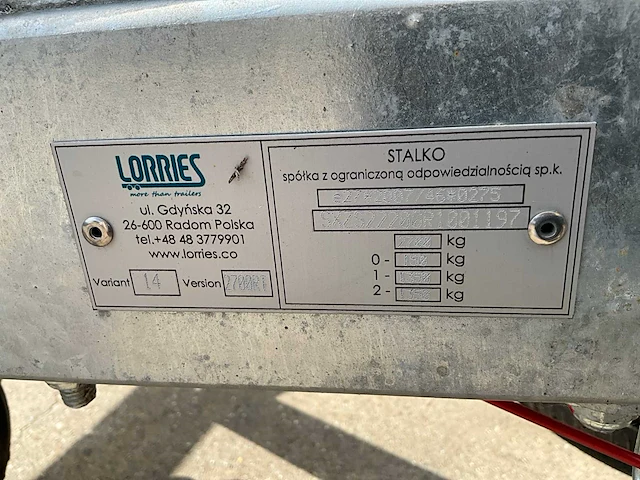 LORRIES
more than trailers
ul. Gdyńska 32
26-600 Radom Polska
tel.+48 48 3779901
www.lorries.co
Variant 14 Version 2700R1
STALKO
spółka z ograniczoną odpowiedzialnością sp.k.
kg
0- kg
1- kg
2- kg